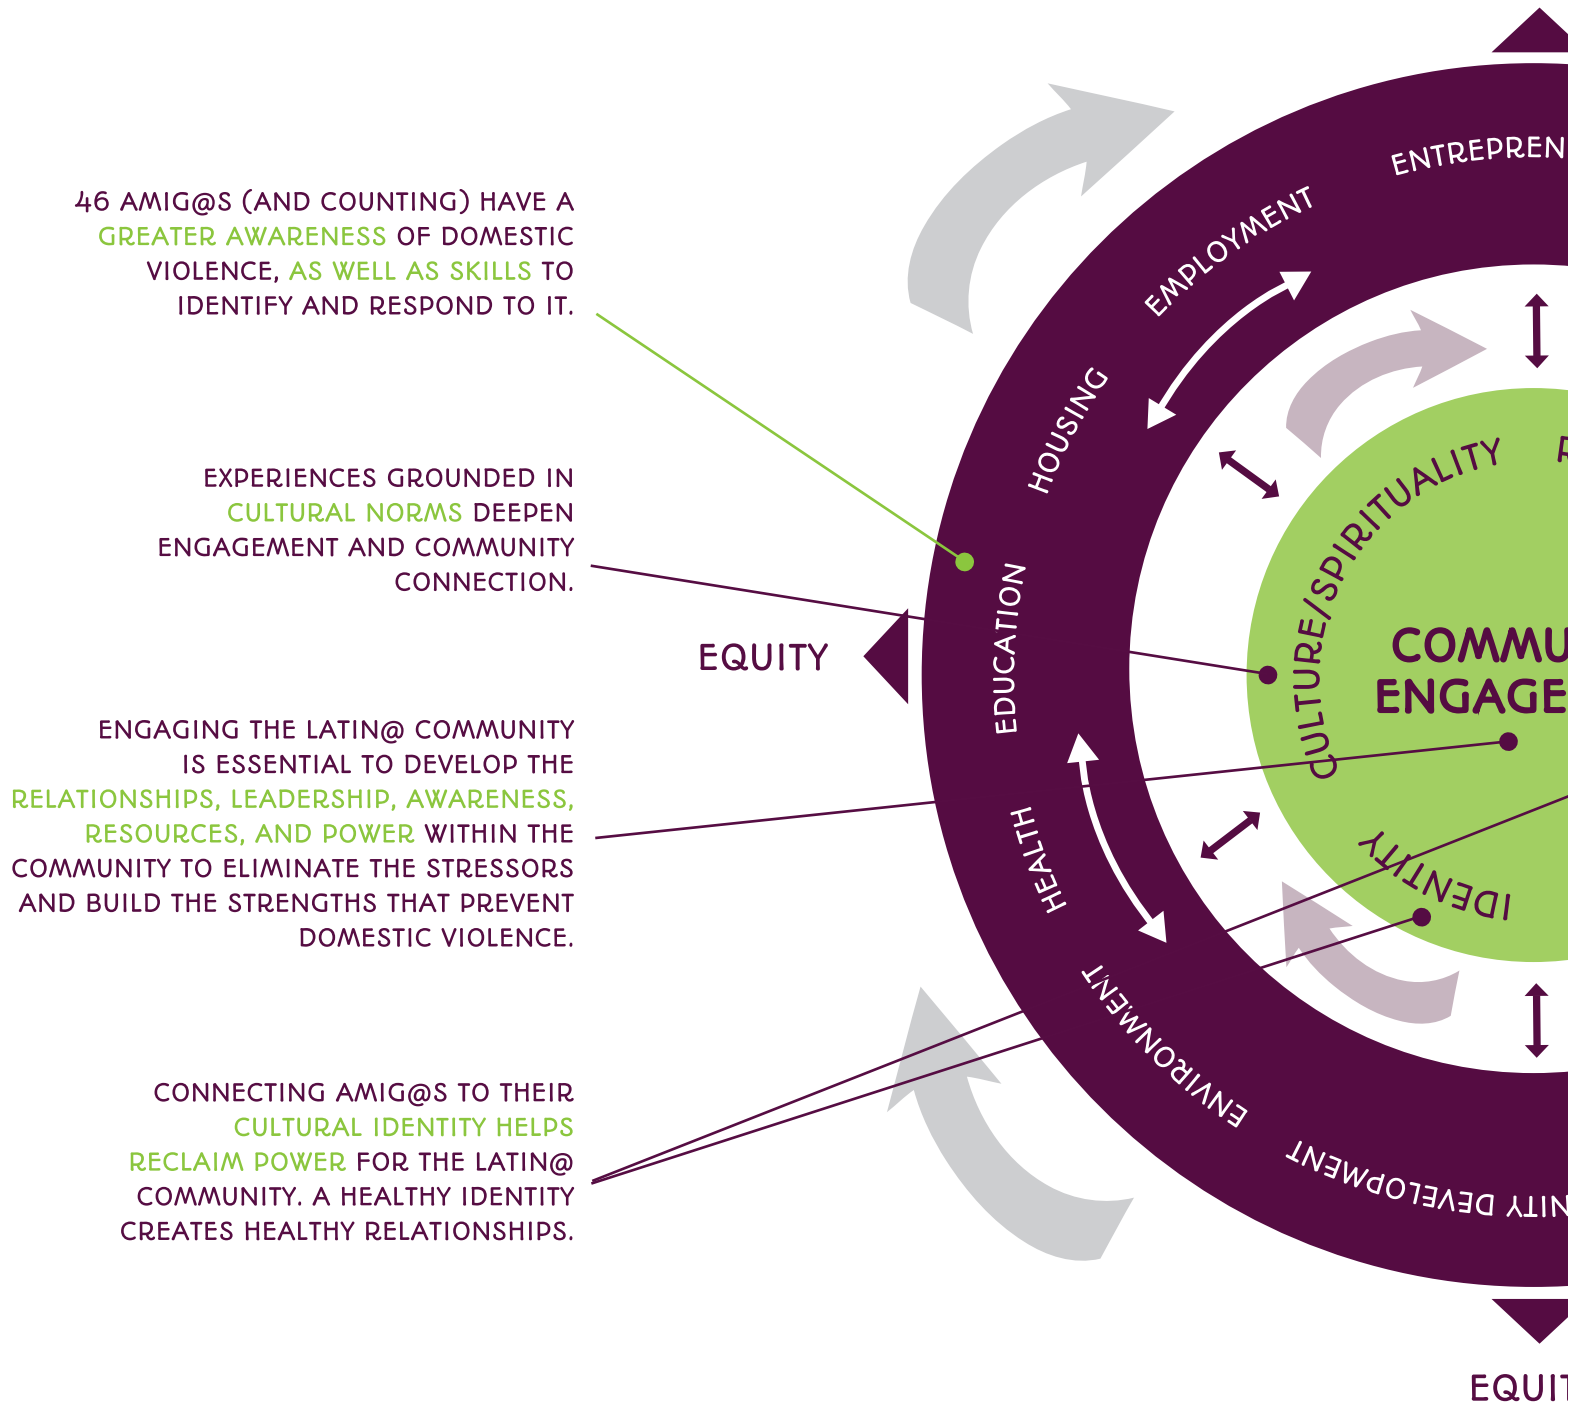 46 AMIG@S (AND COUNTING) HAVE A
GREATER AWARENESS OF DOMESTIC
VIOLENCE, AS WELL AS SKILLS TO
IDENTIFY AND RESPOND TO IT.
EXPERIENCES GROUNDED IN
CULTURAL NORMS DEEPEN
ENGAGEMENT AND COMMUNITY
CONNECTION.
EQUITY
ENGAGING THE LATIN@ COMMUNITY
IS ESSENTIAL TO DEVELOP THE
RELATIONSHIPS, LEADERSHIP, AWARENESS,
RESOURCES, AND POWER WITHIN THE
COMMUNITY TO ELIMINATE THE STRESSORS
AND BUILD THE STRENGTHS THAT PREVENT
DOMESTIC VIOLENCE.
CONNECTING AMIG@S TO THEIR
CULTURAL IDENTITY HELPS
RECLAIM POWER FOR THE LATIN@
COMMUNITY. A HEALTHY IDENTITY
CREATES HEALTHY RELATIONSHIPS.
ENTREPREN
EMPLOYMENT
HOUSING
EDUCATION
HEALTH
ENVIRONMENT
NITY DEVELOPMENT
CULTURE/SPIRITUALITY
COMMU
ENGAGE
IDENTITY
EQUIT